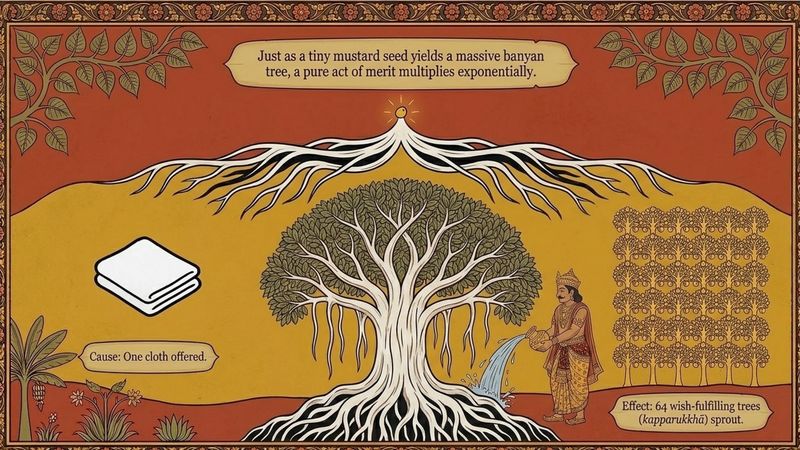 Just as a tiny mustard seed yields a massive banyan
tree, a pure act of merit multiplies exponentially.
Cause: One cloth offered.
Effect: 64 wish-fulfilling trees
(kapparukkhā) sprout.